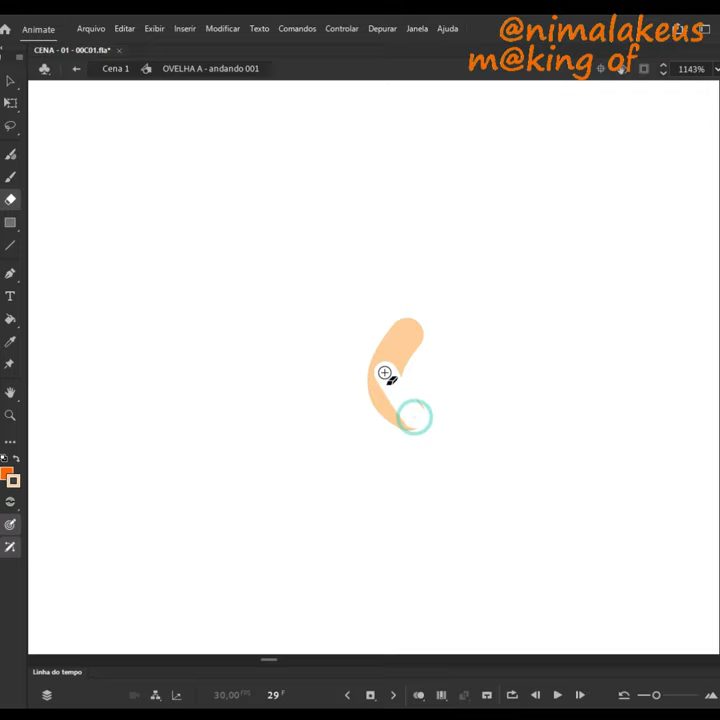 @nimalakeus
m@king of
Animate Arquivo Editar Exibir Inserir Modificar Texto Comandos Controlar Depurar Janela Ajuda
CENA - 01 - 00C01.fla* ×
Cena 1 OVELHA A - andando 001 1143%
T
Linha do tempo
30,00 FPS 29 F